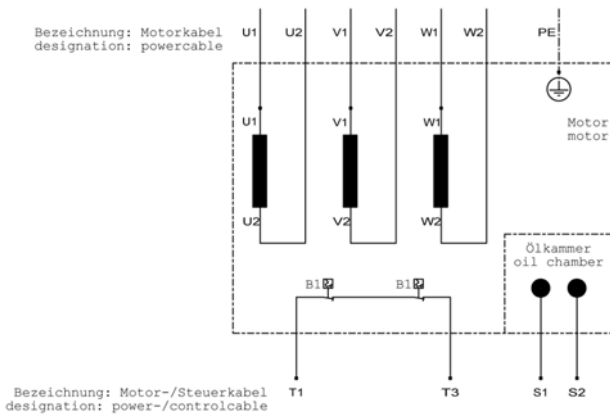 Bezeichnung: Motorkabel U1 U2 V1 V2 W1 W2 PE
designation: powercable
Motor
motor
U1 V1 W1
U2 V2 W2
Ölkammer
oil chamber
B1 B1
T1 T3 S1 S2
Bezeichnung: Motor-/Steuerkabel
designation: power-/controlcable